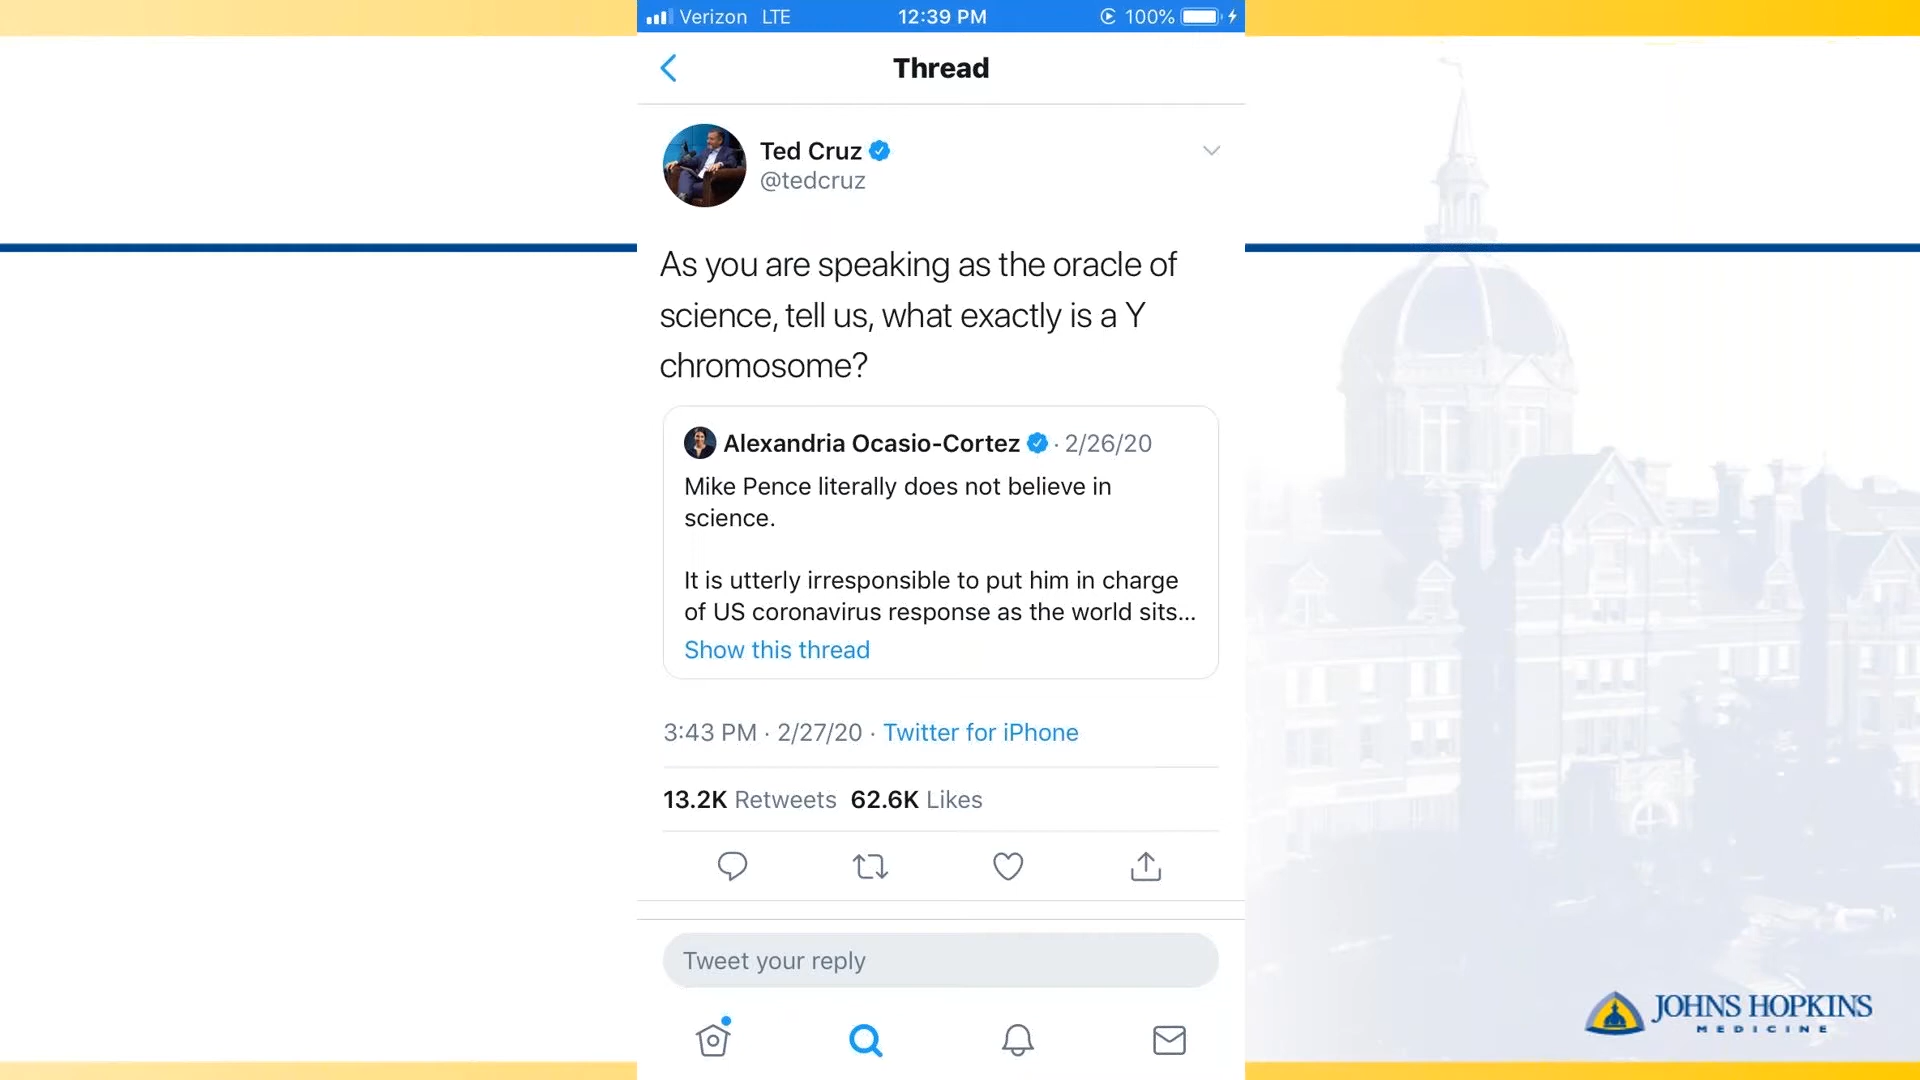 Verizon LTE 12:39 PM 100%
Thread
Ted Cruz
@tedcruz
As you are speaking as the oracle of
science, tell us, what exactly is a Y
chromosome?
Alexandria Ocasio-Cortez · 2/26/20
Mike Pence literally does not believe in
science.
It is utterly irresponsible to put him in charge
of US coronavirus response as the world sits...
Show this thread
3:43 PM · 2/27/20 · Twitter for iPhone
13.2K Retweets 62.6K Likes
Tweet your reply
JOHNS HOPKINS
MEDICINE